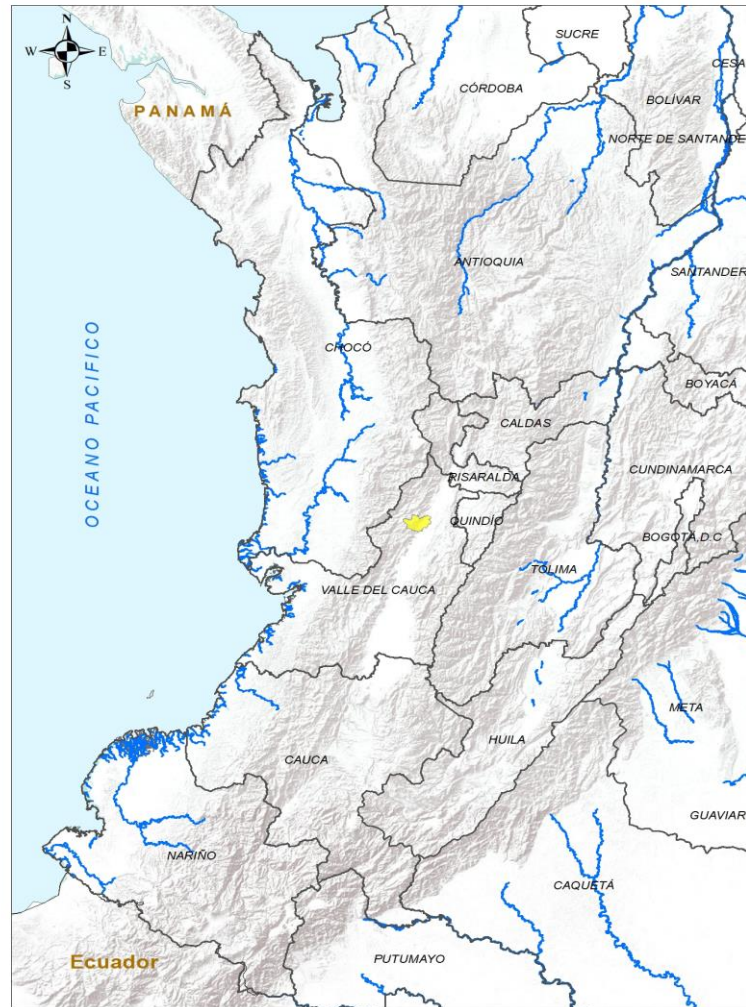 N
W E
S
SUCRE
CESA
CÓRDOBA
BOLÍVAR
PANAMÁ
NORTE DE SANTANDE
ANTIOQUIA
SANTANDER
OCEANO PACIFICO
CHOCÓ
BOYACÁ
CALDAS
CUNDINAMARCA
RISARALDA
QUINDÍO
BOGOTÁ,D.C
TOLIMA
VALLE DEL CAUCA
META
HUILA
CAUCA
GUAVIAR
NARIÑO
CAQUETÁ
Ecuador
PUTUMAYO